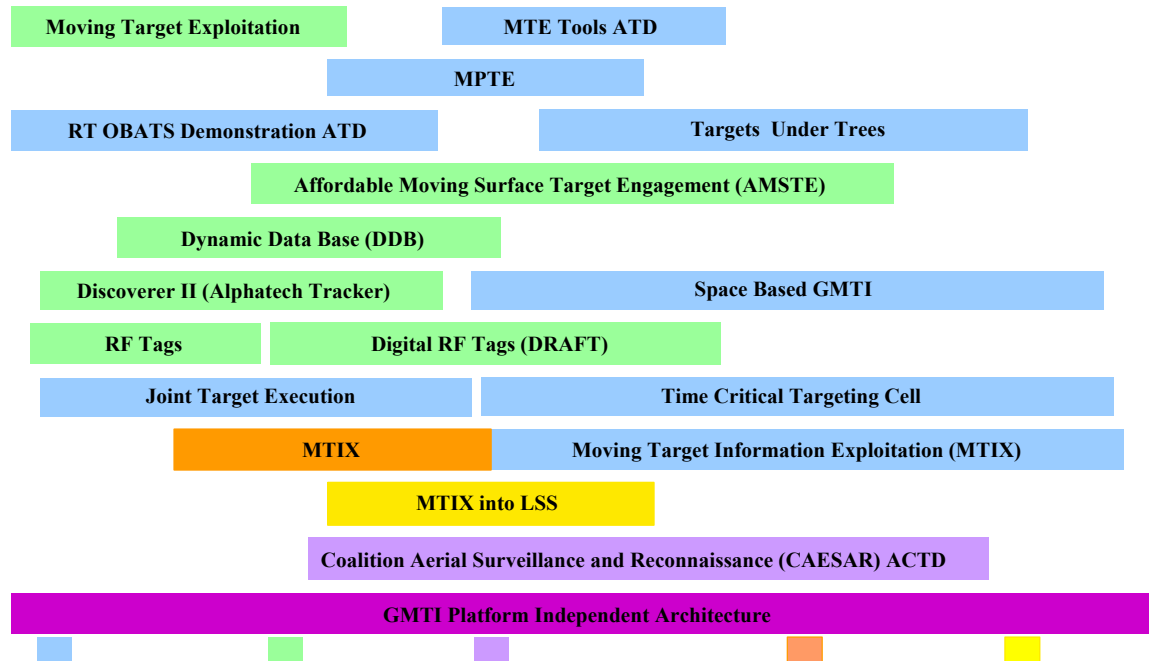 Moving Target Exploitation
MTE Tools ATD
MPTE
RT OBATS Demonstration ATD
Targets Under Trees
Affordable Moving Surface Target Engagement (AMSTE)
Dynamic Data Base (DDB)
Discoverer II (Alphatech Tracker)
Space Based GMTI
RF Tags
Digital RF Tags (DRAFT)
Joint Target Execution
Time Critical Targeting Cell
MTIX
Moving Target Information Exploitation (MTIX)
MTIX into LSS
Coalition Aerial Surveillance and Reconnaissance (CAESAR) ACTD
GMTI Platform Independent Architecture